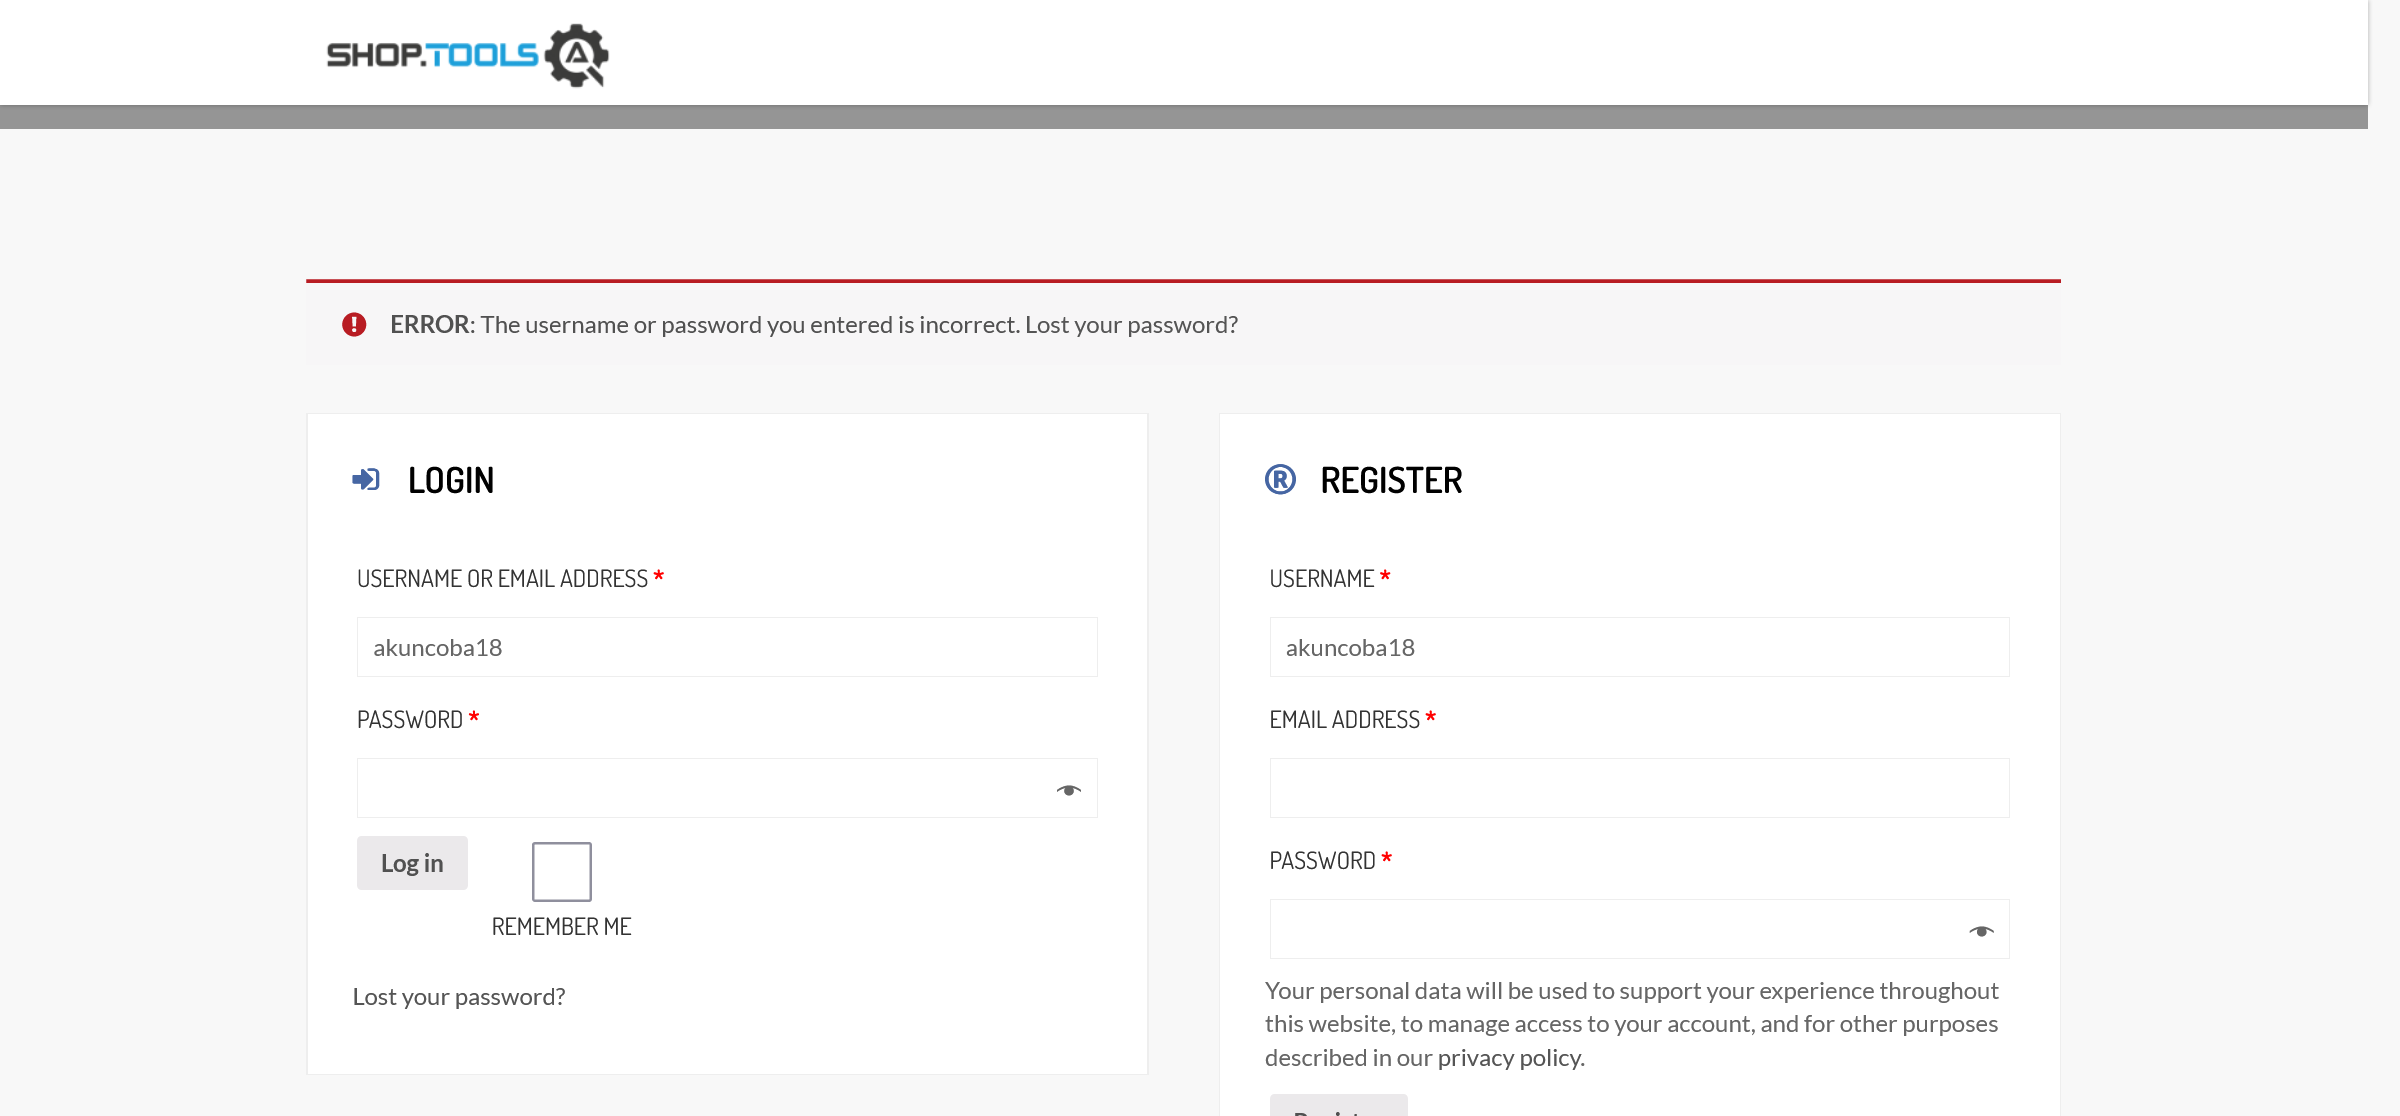 SHOP.TOOLS
ERROR: The username or password you entered is incorrect. Lost your password?
LOGIN
USERNAME OR EMAIL ADDRESS *
akuncoba18
PASSWORD *
Log in
REMEMBER ME
Lost your password?
® REGISTER
USERNAME *
akuncoba18
EMAIL ADDRESS *
PASSWORD *
Your personal data will be used to support your experience throughout
this website, to manage access to your account, and for other purposes
described in our privacy policy.